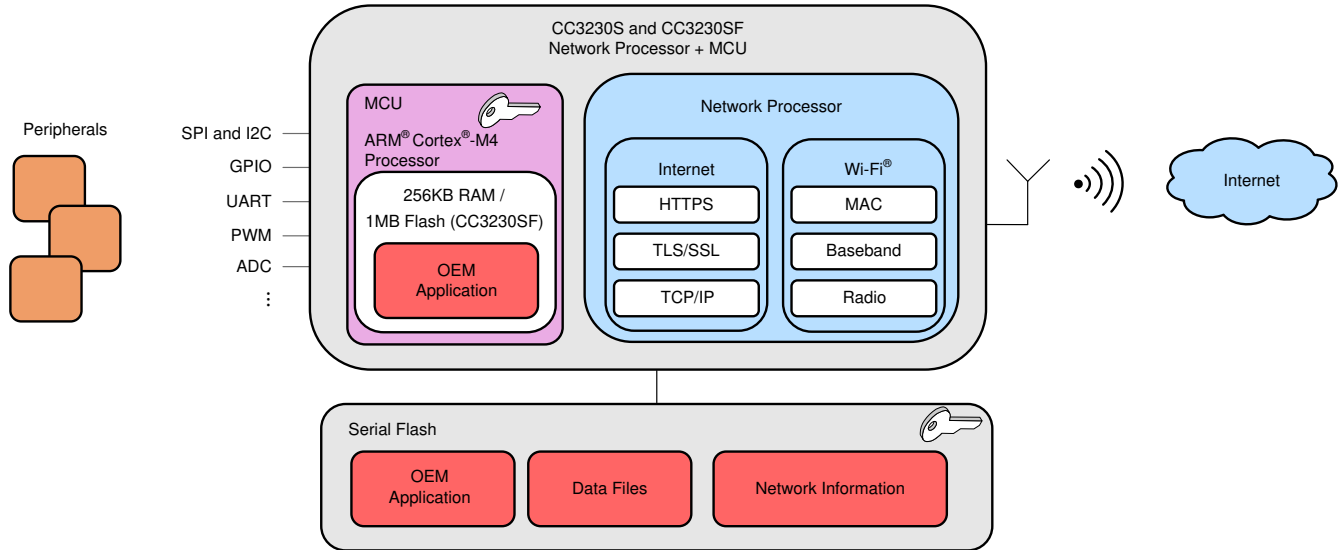 CC3230S and CC3230SF
Network Processor + MCU
Peripherals
SPI and I2C
GPIO
UART
PWM
ADC
⋮
MCU
ARM® Cortex®-M4
Processor
256KB RAM /
1MB Flash (CC3230SF)
OEM
Application
Network Processor
Internet
HTTPS
TLS/SSL
TCP/IP
Wi-Fi®
MAC
Baseband
Radio
Internet
Serial Flash
OEM
Application
Data Files
Network Information